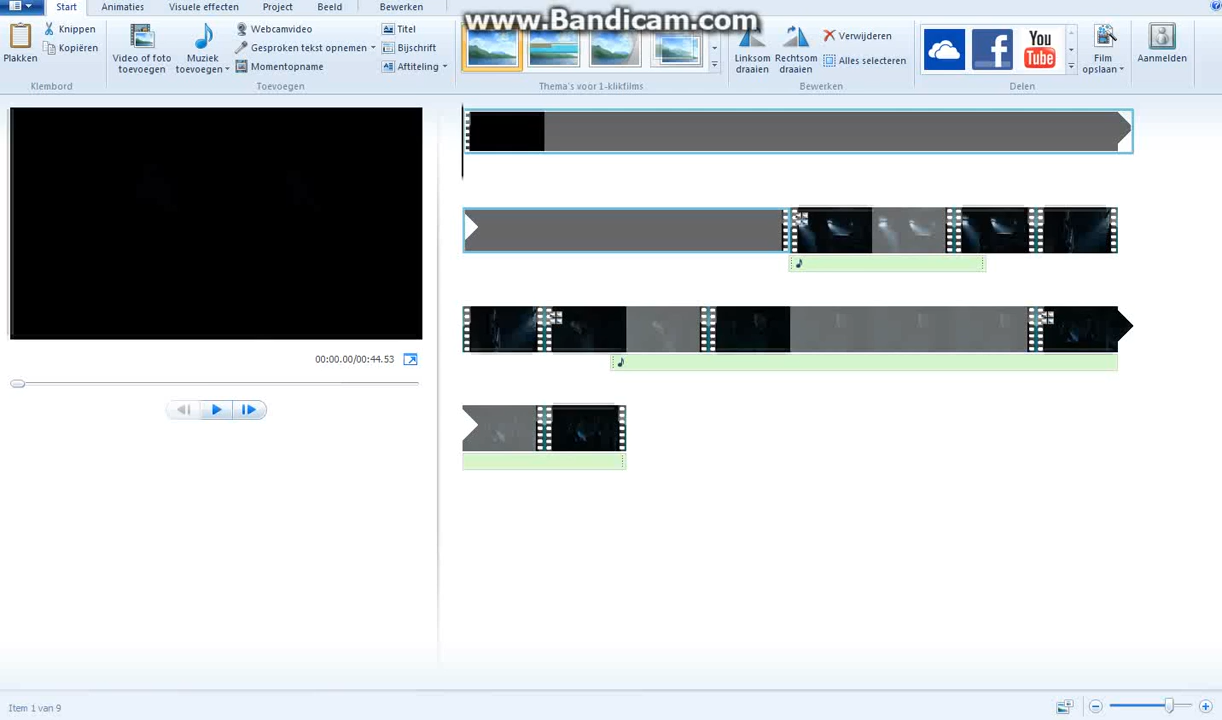 www.Bandicam.com
Start Animaties Visuele effecten Project Beeld Bewerken
Plakken
Knippen
Kopiëren
Klembord
Video of foto
toevoegen
Muziek
toevoegen
Webcamvideo
Gesproken tekst opnemen
Momentopname
Titel
Bijschrift
Aftiteling
Toevoegen
Thema's voor 1-klikfilms
Linksom
draaien
Rechtsom
draaien
Verwijderen
Alles selecteren
Bewerken
f
You
Tube
Delen
Film
opslaan
Aanmelden
00:00.00/00:44.53
Item 1 van 9